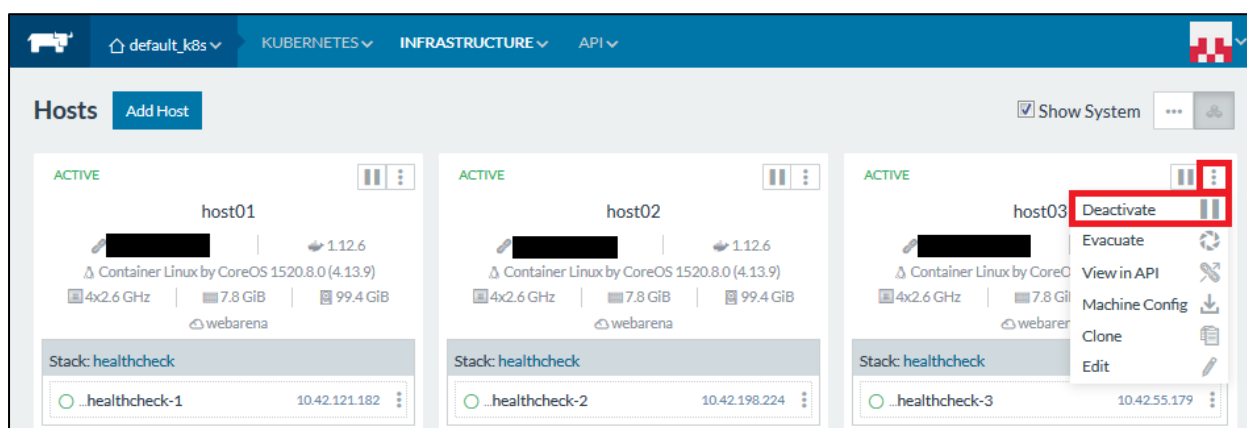 default_k8s KUBERNETES INFRASTRUCTURE API
Hosts Add Host Show System
ACTIVE
host01
1.12.6
Container Linux by CoreOS 1520.8.0 (4.13.9)
4x2.6 GHz 7.8 GiB 99.4 GiB
webarena
Stack: healthcheck
...healthcheck-1 10.42.121.182
ACTIVE
host02
1.12.6
Container Linux by CoreOS 1520.8.0 (4.13.9)
4x2.6 GHz 7.8 GiB 99.4 GiB
webarena
Stack: healthcheck
...healthcheck-2 10.42.198.224
ACTIVE
host03
Container Linux by CoreO
4x2.6 GHz 7.8 Gi
webarer
Stack: healthcheck
...healthcheck-3 10.42.55.179
Deactivate
Evacuate
View in API
Machine Config
Clone
Edit